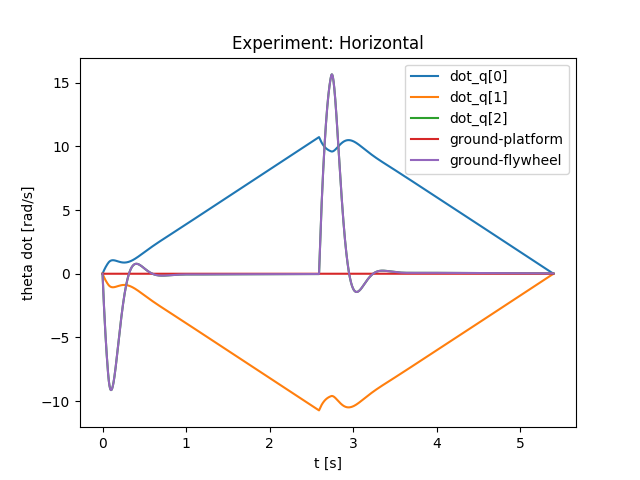 Experiment: Horizontal
theta dot [rad/s]
15
10
5
0
−5
−10
dot_q[0]
dot_q[1]
dot_q[2]
ground-platform
ground-flywheel
0
1
2
3
4
5
t [s]